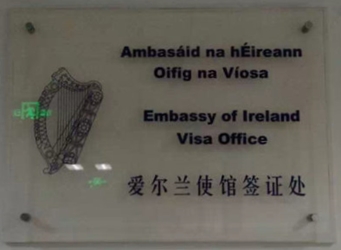 Ambasáid na hÉireann
Oifig na Víosa
Embassy of Ireland
Visa Office
爱尔兰使馆签证处